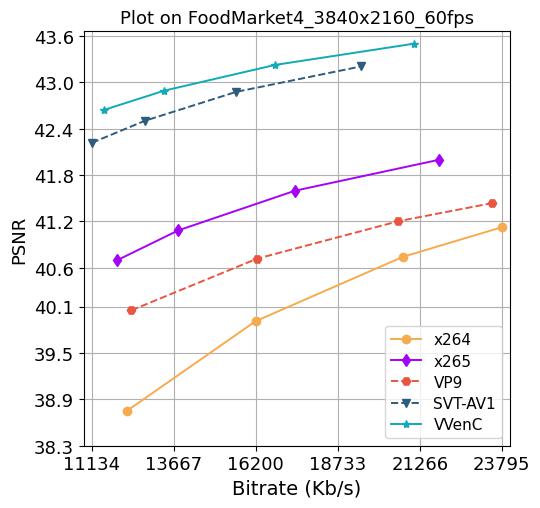 Plot on FoodMarket4_3840x2160_60fps
43.6
43.0
42.4
41.8
41.2
40.6
40.1
39.5
38.9
38.3
PSNR
x264
x265
VP9
SVT-AV1
VVenC
11134 13667 16200 18733 21266 23795
Bitrate (Kb/s)